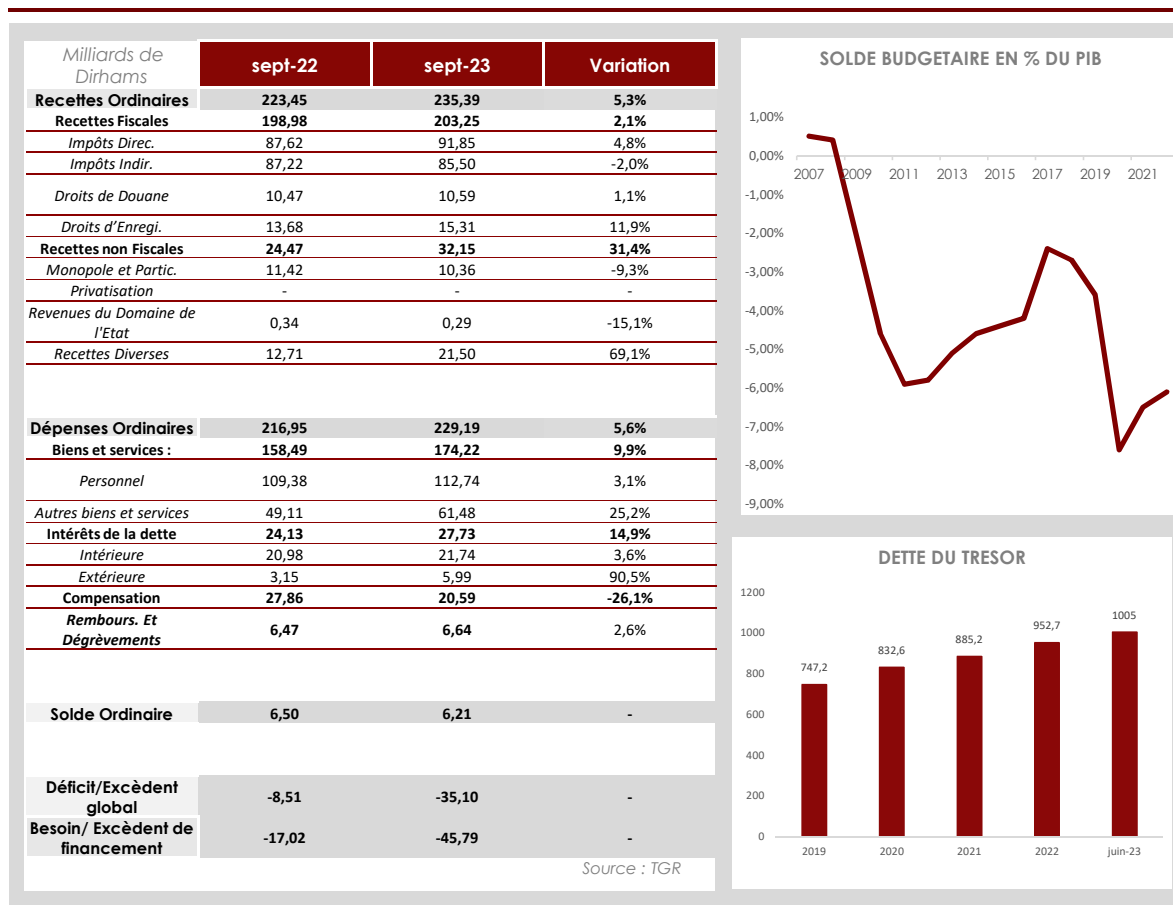 Milliards de
Dirhams
sept-22 sept-23 Variation
Recettes Ordinaires 223,45 235,39 5,3%
Recettes Fiscales 198,98 203,25 2,1%
Impôts Direc. 87,62 91,85 4,8%
Impôts Indir. 87,22 85,50 -2,0%
Droits de Douane 10,47 10,59 1,1%
Droits d’Enregi. 13,68 15,31 11,9%
Recettes non Fiscales 24,47 32,15 31,4%
Monopole et Partic. 11,42 10,36 -9,3%
Privatisation - - -
Revenues du Domaine de
l'Etat 0,34 0,29 -15,1%
Recettes Diverses 12,71 21,50 69,1%
Dépenses Ordinaires 216,95 229,19 5,6%
Biens et services : 158,49 174,22 9,9%
Personnel 109,38 112,74 3,1%
Autres biens et services 49,11 61,48 25,2%
Intérêts de la dette 24,13 27,73 14,9%
Intérieure 20,98 21,74 3,6%
Extérieure 3,15 5,99 90,5%
Compensation 27,86 20,59 -26,1%
Rembours. Et
Dégrèvements 6,47 6,64 2,6%
Solde Ordinaire 6,50 6,21 -
Déficit/Excèdent
global -8,51 -35,10 -
Besoin/ Excèdent de
financement -17,02 -45,79 -
Source : TGR
SOLDE BUDGETAIRE EN % DU PIB
1,00%
0,00%
2007 2009 2011 2013 2015 2017 2019 2021
-1,00%
-2,00%
-3,00%
-4,00%
-5,00%
-6,00%
-7,00%
-8,00%
-9,00%
DETTE DU TRESOR
1200
1000
800
600
400
200
0
747,2 832,6 885,2 952,7 1005
2019 2020 2021 2022 juin-23